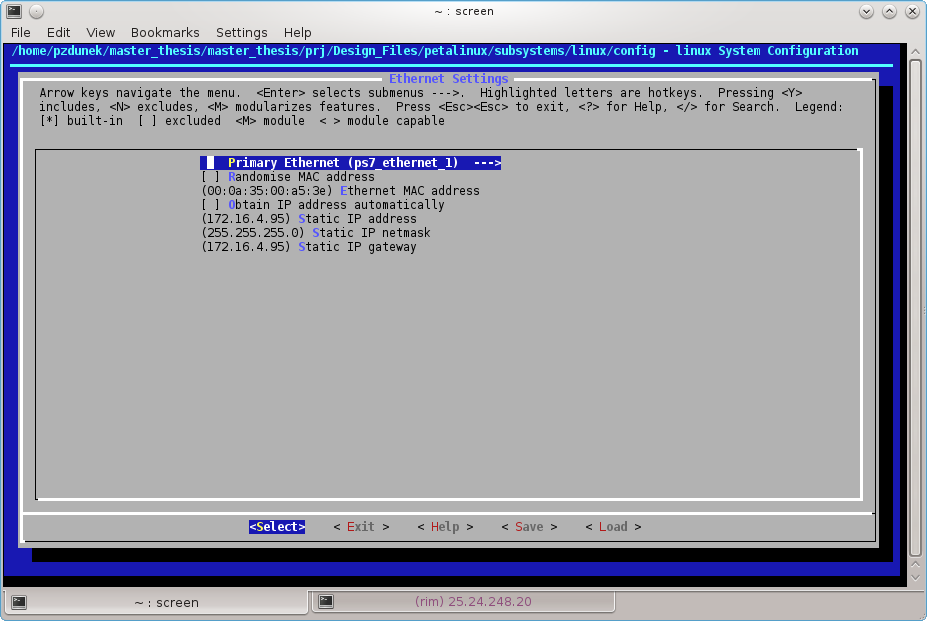 ~ : screen
File Edit View Bookmarks Settings Help
/home/pzdunek/master_thesis/master_thesis/prj/Design_Files/petalinux/subsystems/linux/config - linux System Configuration
Ethernet Settings
Arrow keys navigate the menu. <Enter> selects submenus --->. Highlighted letters are hotkeys. Pressing <Y>
includes, <N> excludes, <M> modularizes features. Press <Esc><Esc> to exit, <?> for Help, </> for Search. Legend:
[*] built-in [ ] excluded <M> module < > module capable
Primary Ethernet (ps7_ethernet_1) --->
[ ] Randomise MAC address
(00:0a:35:00:a5:3e) Ethernet MAC address
[ ] Obtain IP address automatically
(172.16.4.95) Static IP address
(255.255.255.0) Static IP netmask
(172.16.4.95) Static IP gateway
<Select> < Exit > < Help > < Save > < Load >
~ : screen
(rim) 25.24.248.20